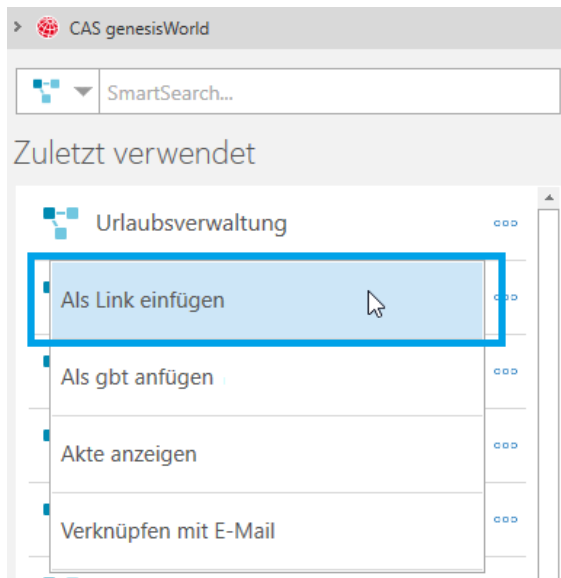 CAS genesisWorld
SmartSearch...
Zuletzt verwendet
Urlaubsverwaltung
Als Link einfügen
Als gbt anfügen
Akte anzeigen
Verknüpfen mit E-Mail